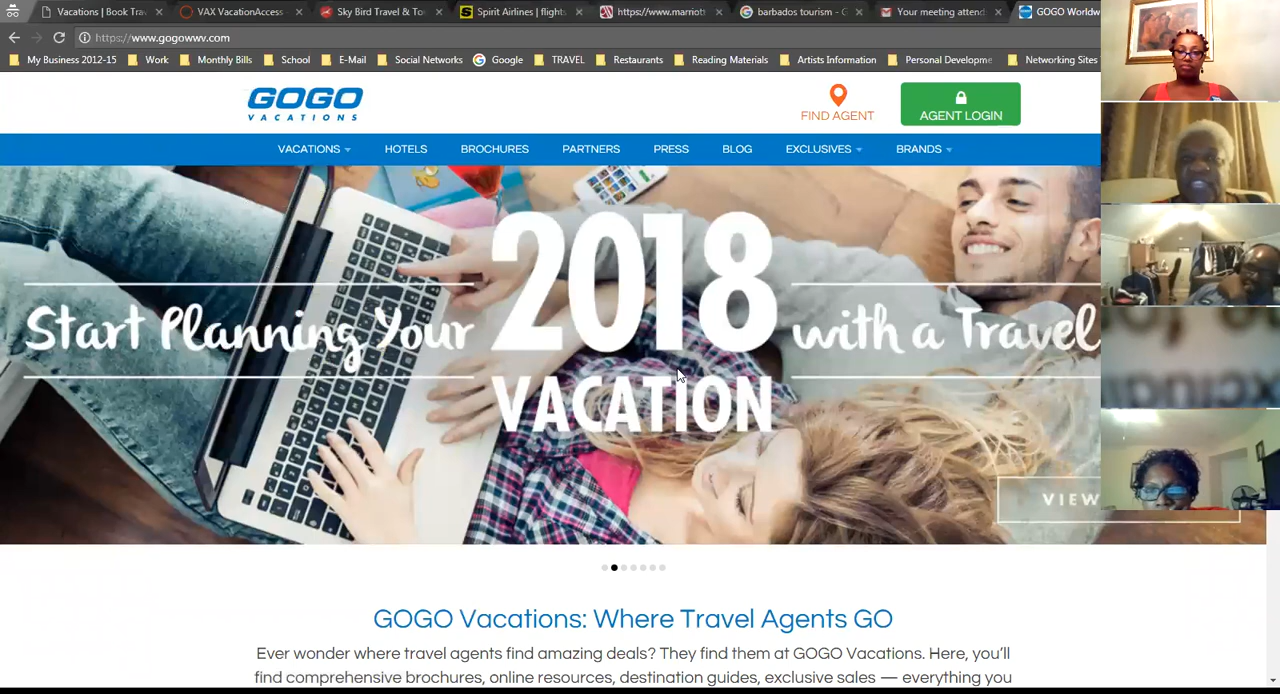 Vacations | Book Tra
VAX VacationAccess
Sky Bird Travel & To
Spirit Airlines | flights
https://www.marriott
barbados tourism - G
Your meeting attend
GOGO Worldw
https://www.gogowwv.com
My Business 2012-15 Work Monthly Bills School E-Mail Social Networks Google TRAVEL Restaurants Reading Materials Artists Information Personal Developme Networking Sites
GOGO
VACATIONS
FIND AGENT
AGENT LOGIN
VACATIONS HOTELS BROCHURES PARTNERS PRESS BLOG EXCLUSIVES BRANDS
Start Planning Your 2018 with a Travel
VACATION
VIEW
GOGO Vacations: Where Travel Agents GO
Ever wonder where travel agents find amazing deals? They find them at GOGO Vacations. Here, you'll
find comprehensive brochures, online resources, destination guides, exclusive sales — everything you